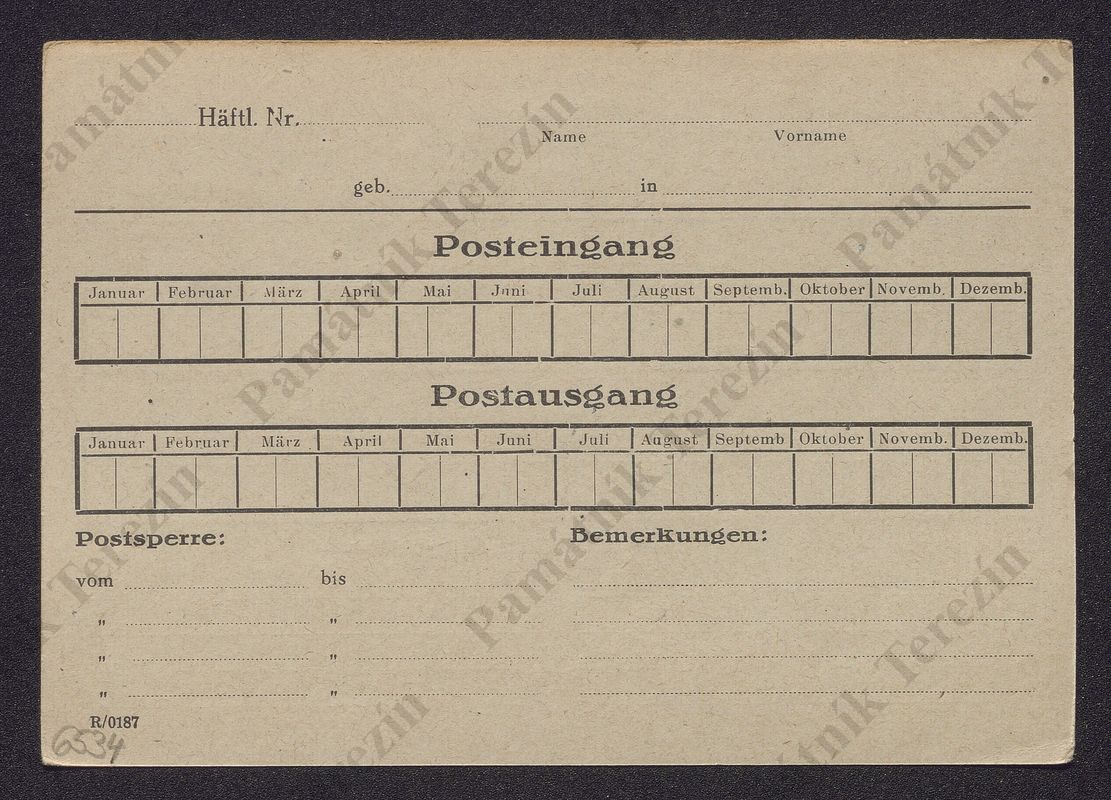 Häftl. Nr.
Name Vorname
geb. in
Posteingang
Januar Februar März April Mai Juni Juli August Septemb. Oktober Novemb. Dezemb.
Postausgang
Januar Februar März April Mai Juni Juli August Septemb Oktober Novemb. Dezemb.
Postsperre: Bemerkungen:
vom bis
" "
" "
" "
R/0187
6534
Památník Terezín